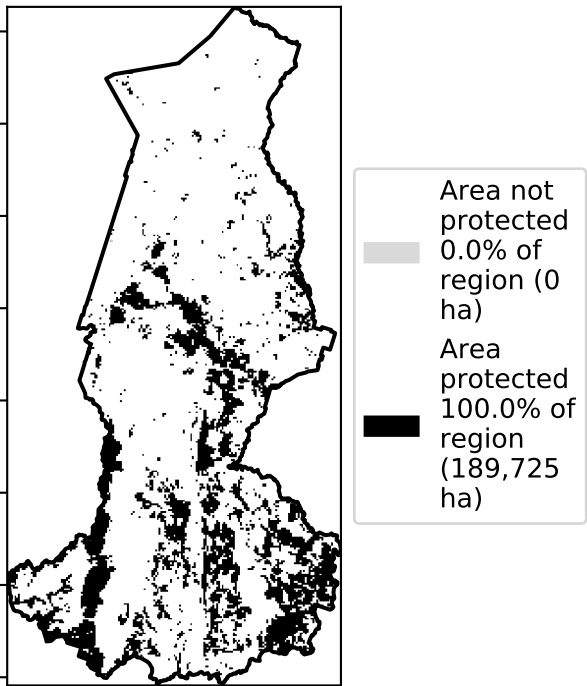 Area not
protected
0.0% of
region (0
ha)
Area
protected
100.0% of
region
(189,725
ha)